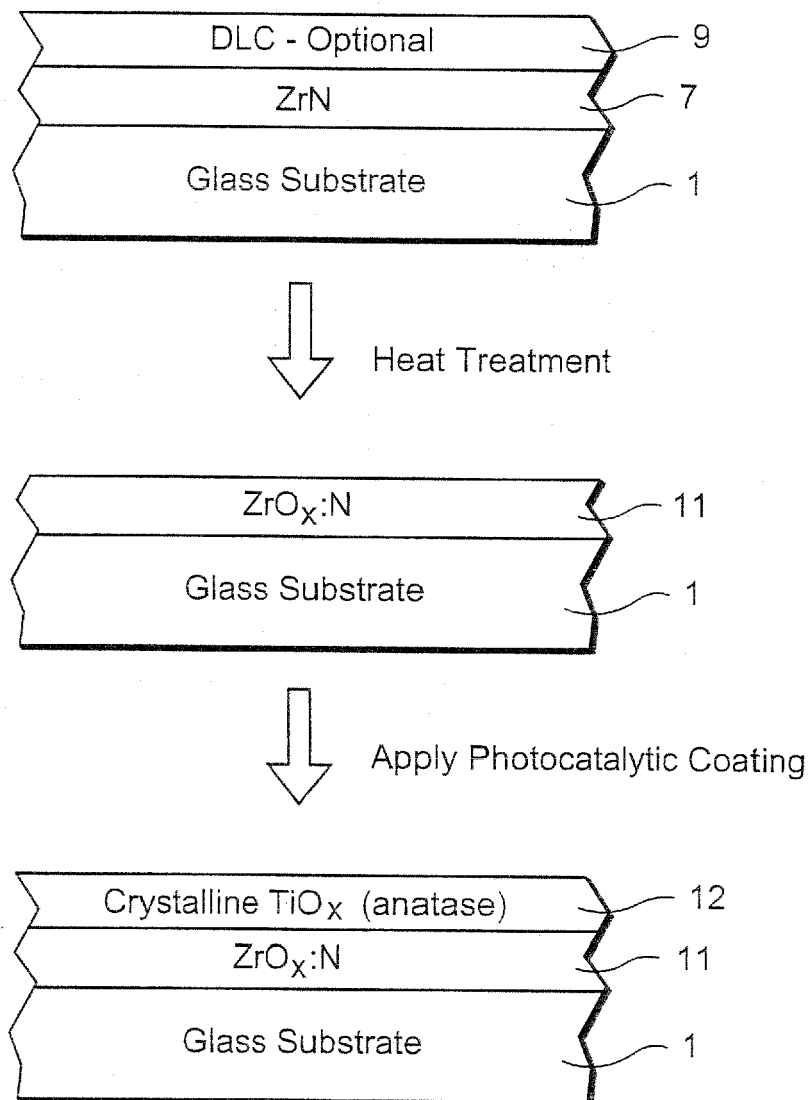 DLC - Optional 9
ZrN 7
Glass Substrate 1
Heat Treatment
ZrOX:N 11
Glass Substrate 1
Apply Photocatalytic Coating
Crystalline TiOX (anatase) 12
ZrOX:N 11
Glass Substrate 1